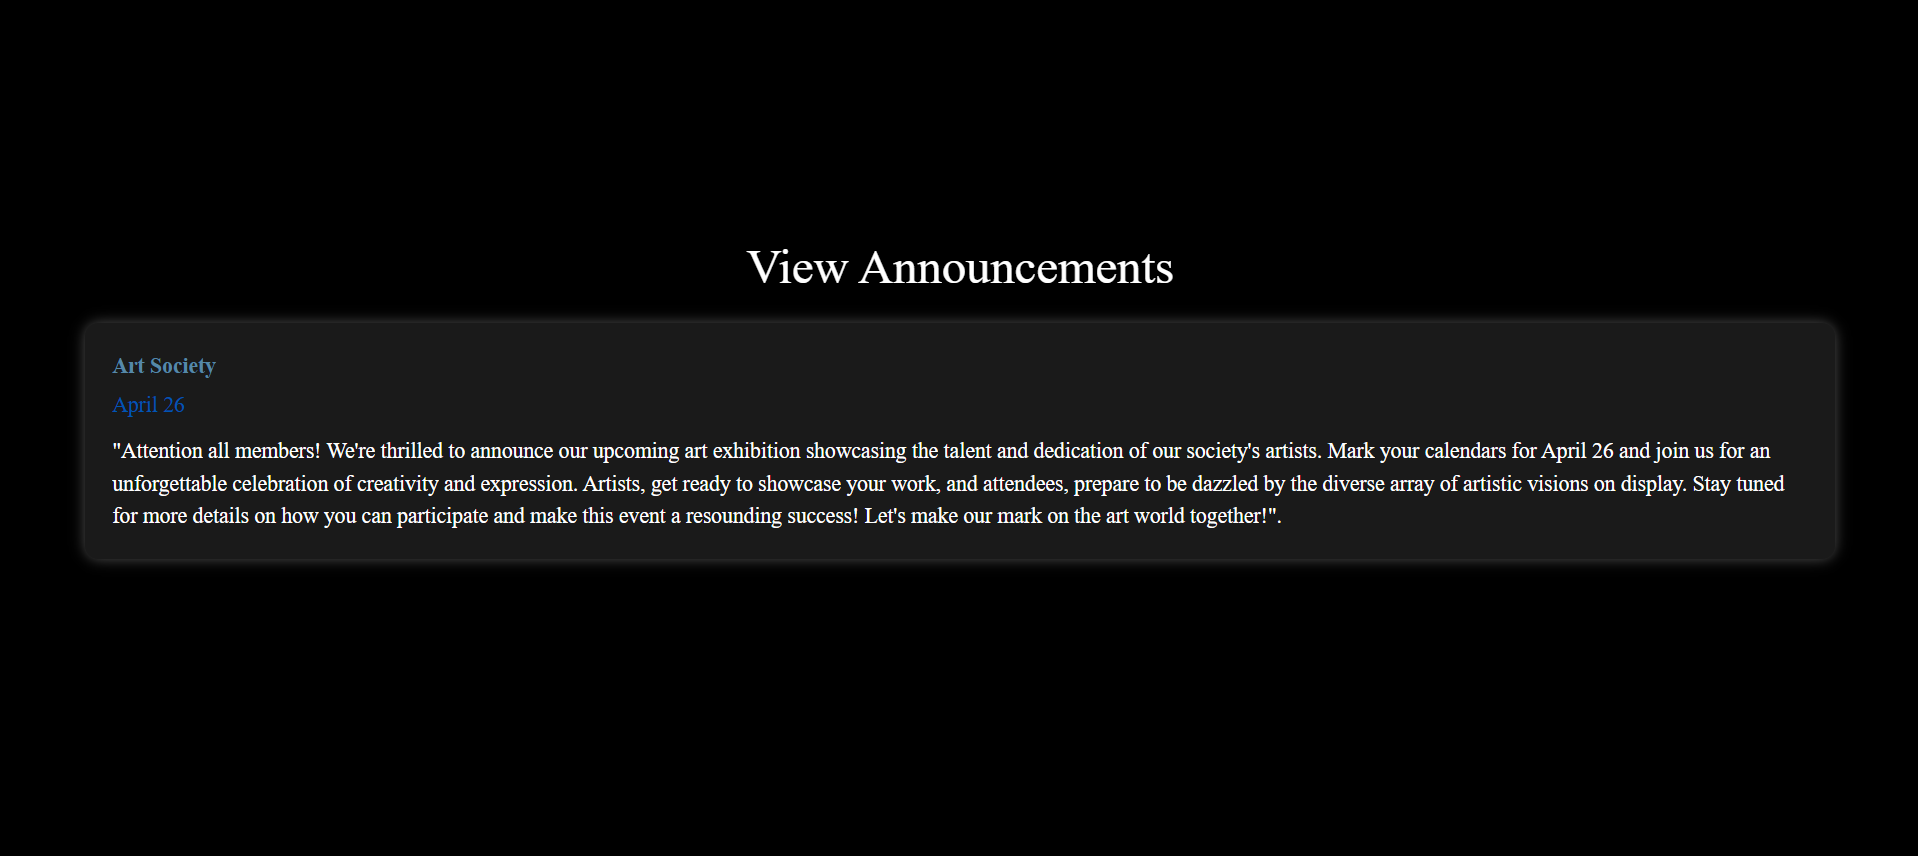 View Announcements
Art Society
April 26
"Attention all members! We're thrilled to announce our upcoming art exhibition showcasing the talent and dedication of our society's artists. Mark your calendars for April 26 and join us for an
unforgettable celebration of creativity and expression. Artists, get ready to showcase your work, and attendees, prepare to be dazzled by the diverse array of artistic visions on display. Stay tuned
for more details on how you can participate and make this event a resounding success! Let's make our mark on the art world together!".